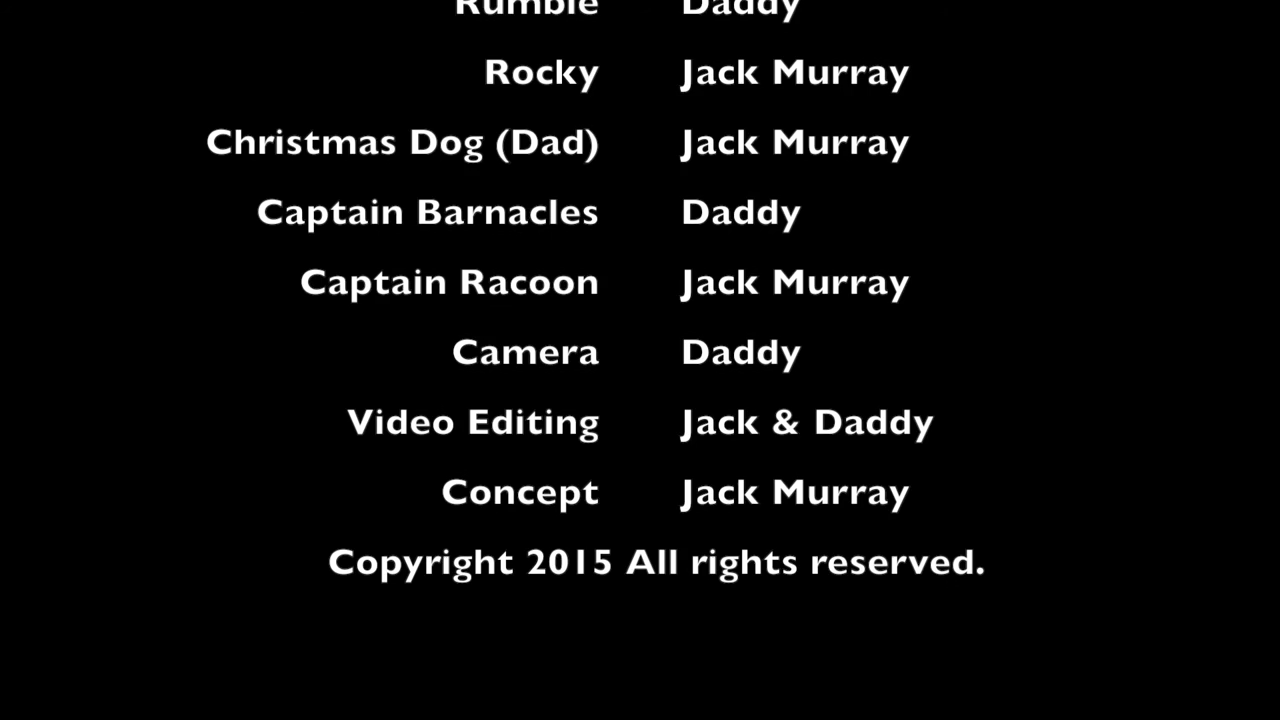 Rumble Daddy
Rocky Jack Murray
Christmas Dog (Dad) Jack Murray
Captain Barnacles Daddy
Captain Racoon Jack Murray
Camera Daddy
Video Editing Jack & Daddy
Concept Jack Murray
Copyright 2015 All rights reserved.